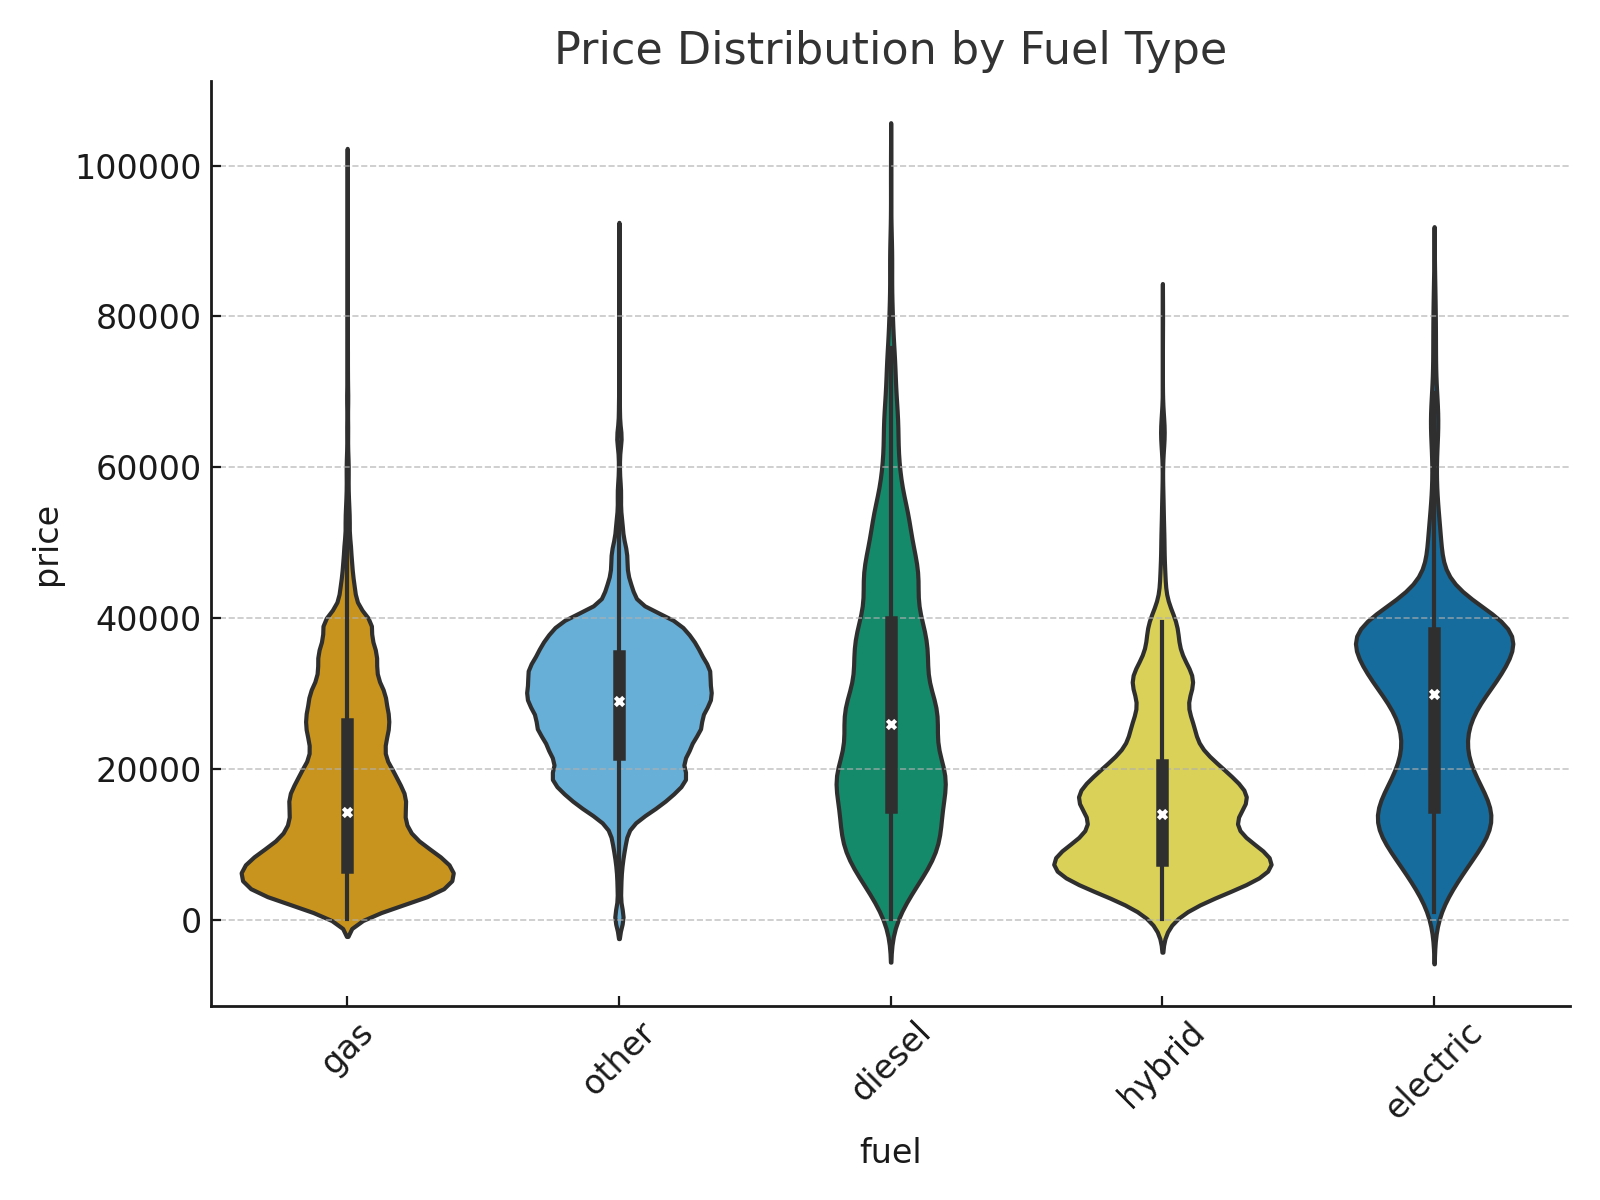 Price Distribution by Fuel Type
100000
80000
60000
40000
20000
0
price
gas
other
diesel
hybrid
electric
fuel